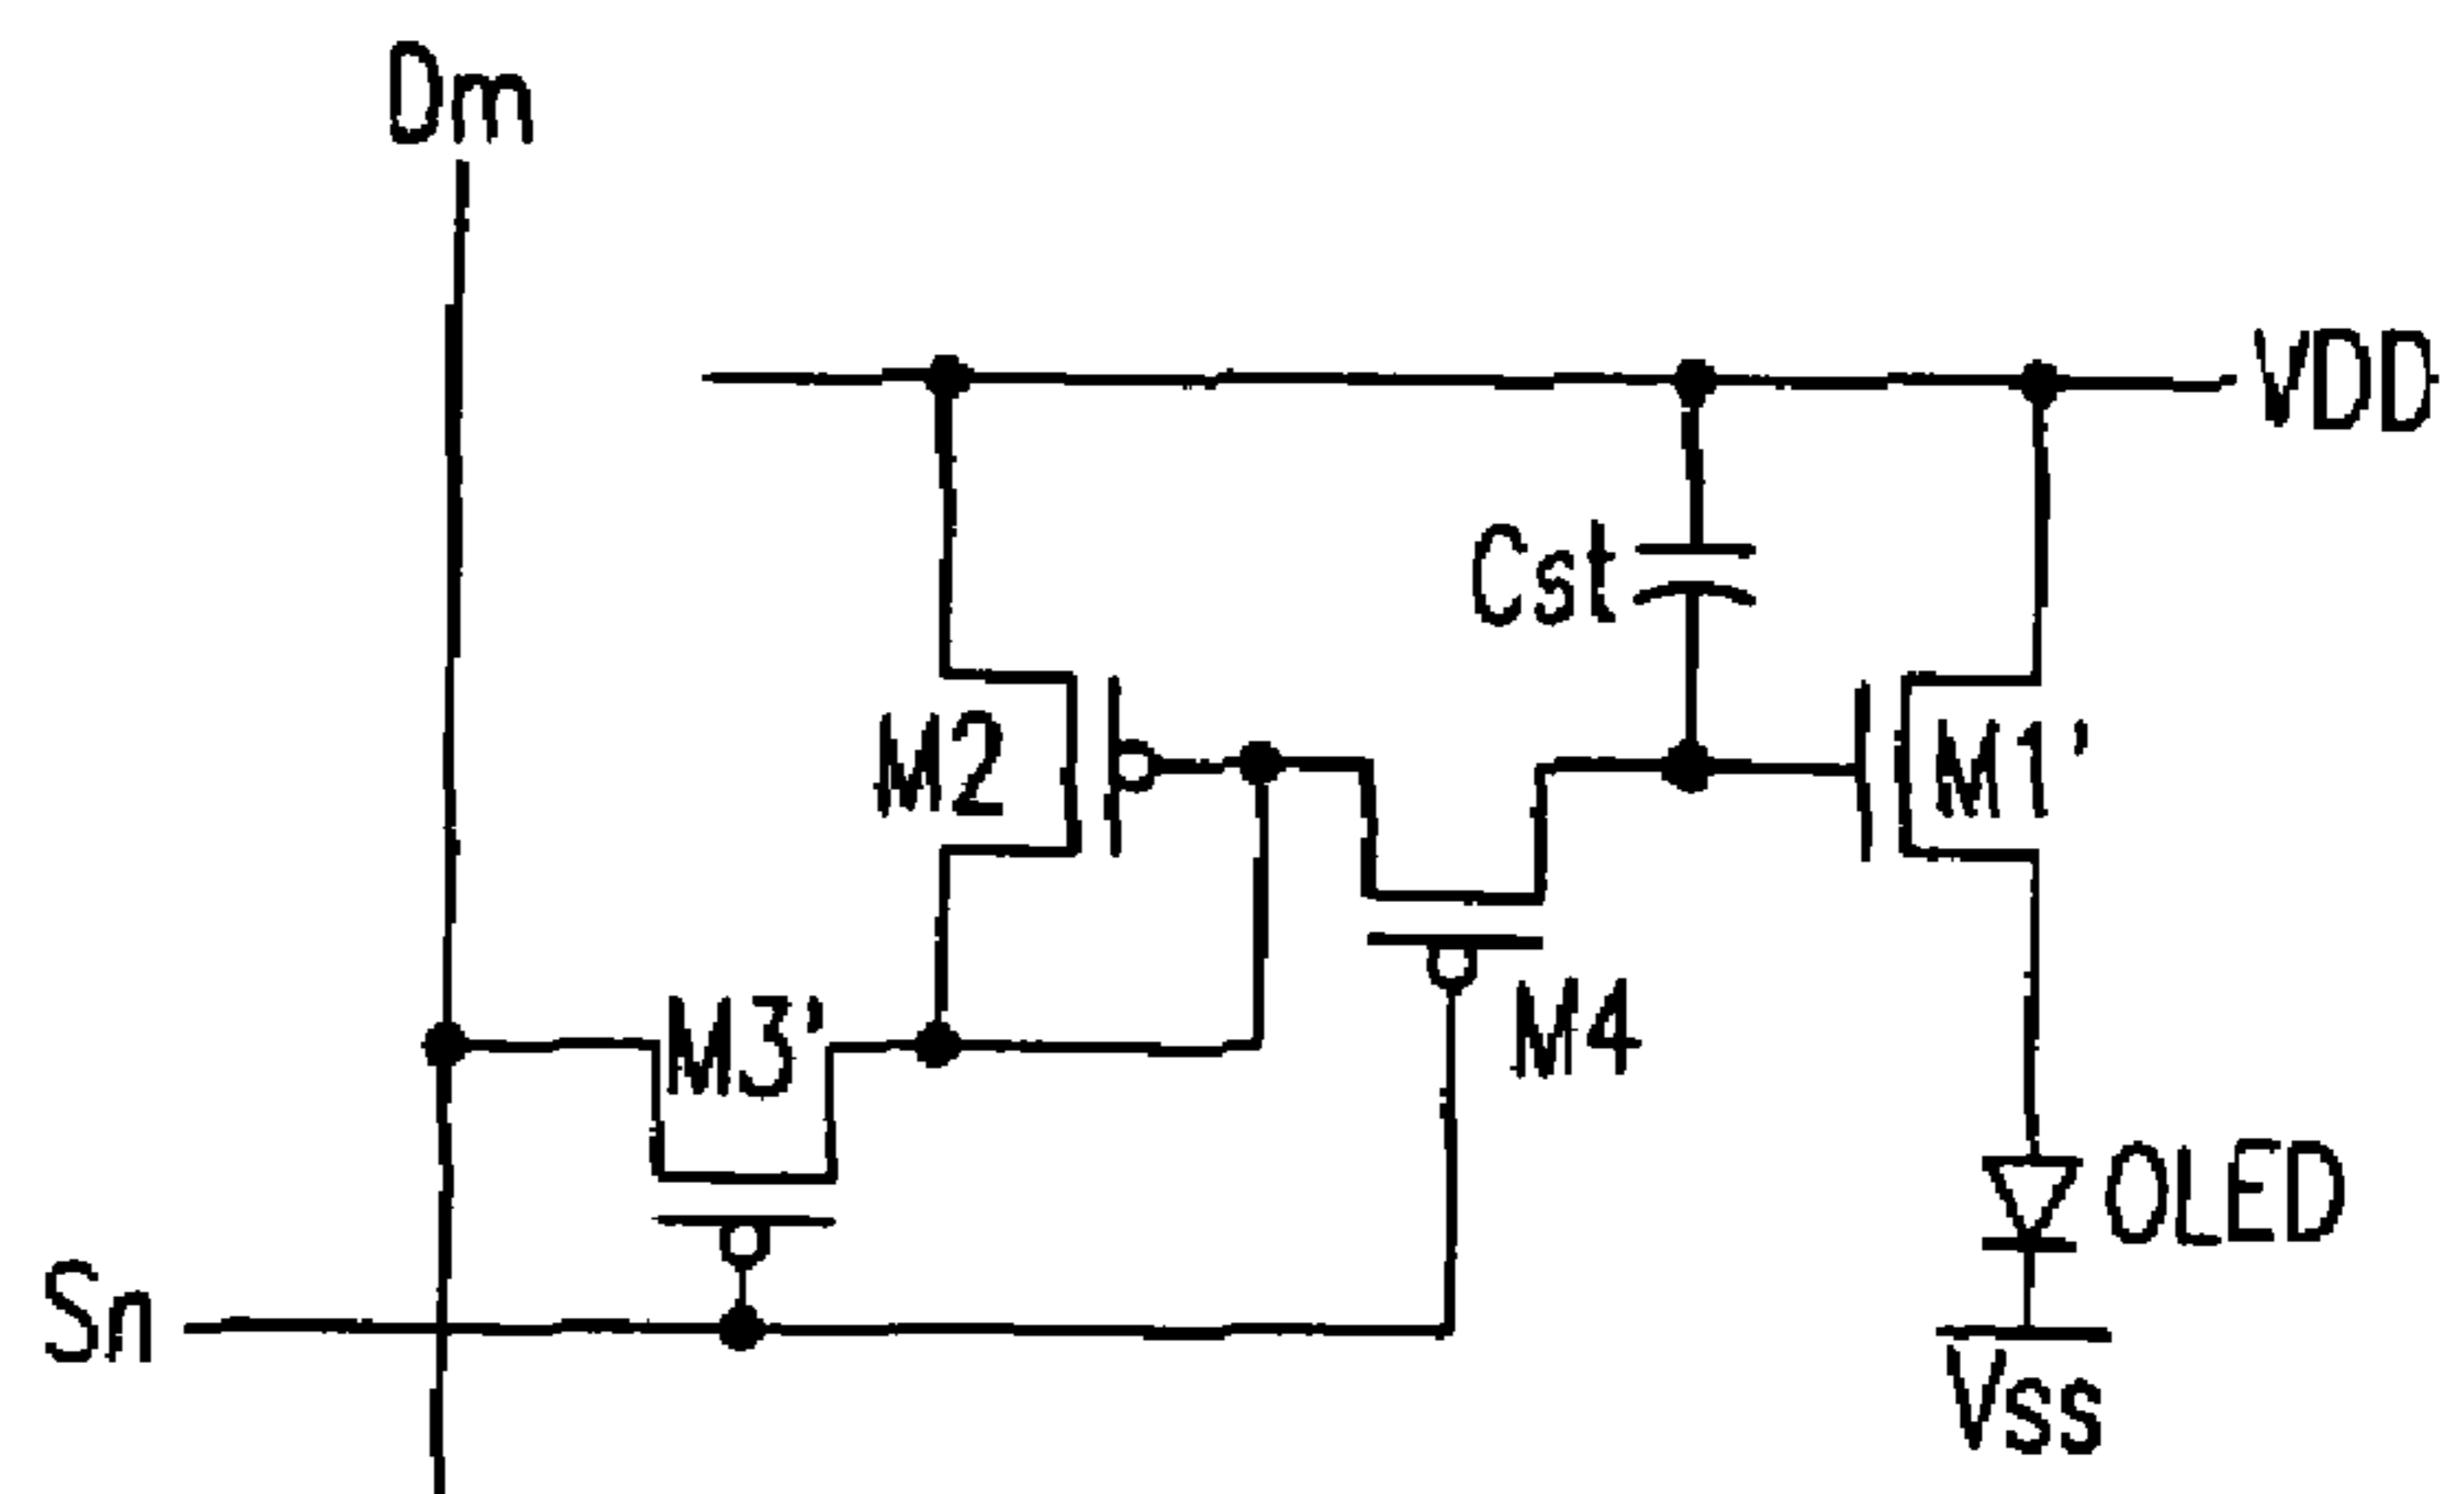 Dm
VDD
Cst
M2
M1'
M3'
M4
OLED
Sn
Vss